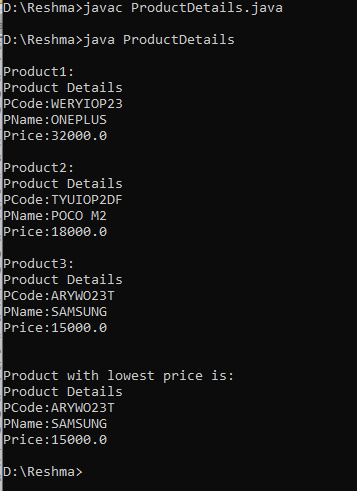 D:\Reshma>javac ProductDetails.java
D:\Reshma>java ProductDetails
Product1:
Product Details
PCode:WERYIOP23
PName:ONEPLUS
Price:32000.0
Product2:
Product Details
PCode:TYUIOP2DF
PName:POCO M2
Price:18000.0
Product3:
Product Details
PCode:ARYWO23T
PName:SAMSUNG
Price:15000.0
Product with lowest price is:
Product Details
PCode:ARYWO23T
PName:SAMSUNG
Price:15000.0
D:\Reshma>